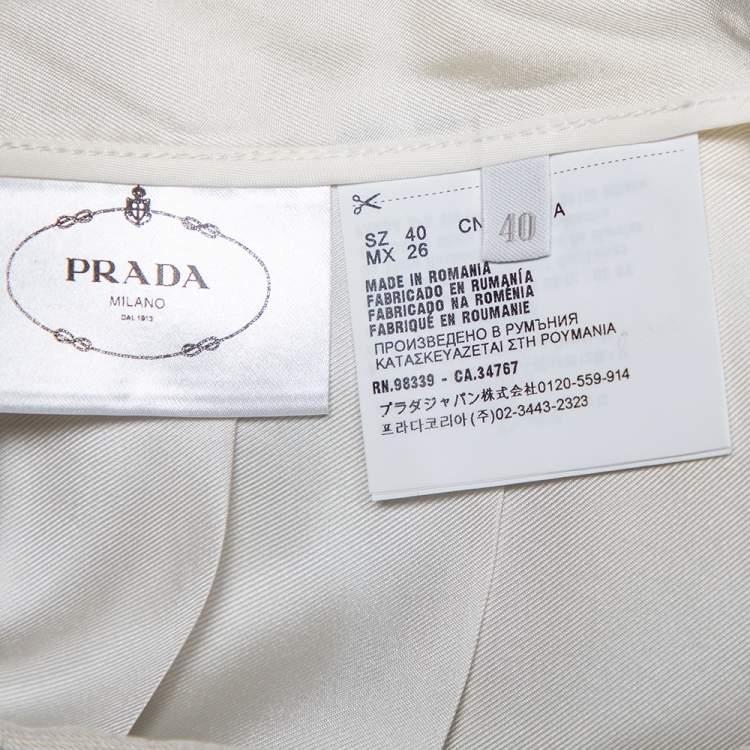 PRADA
MILANO
DAL 1913
SZ 40 CN A
MX 26
40
MADE IN ROMANIA
FABRICADO EN RUMANÍA
FABRICADO NA ROMÉNIA
FABRIQUÉ EN ROUMANIE
ПРОИЗВЕДЕНО В РУМЪНИЯ
ΚΑΤΑΣΚΕΥΑΖΕΤΑΙ ΣΤΗ ΡΟΥΜΑΝΙΑ
RN.98339 - CA.34767
プラダジャパン株式会社0120-559-914
프라다코리아(주)02-3443-2323